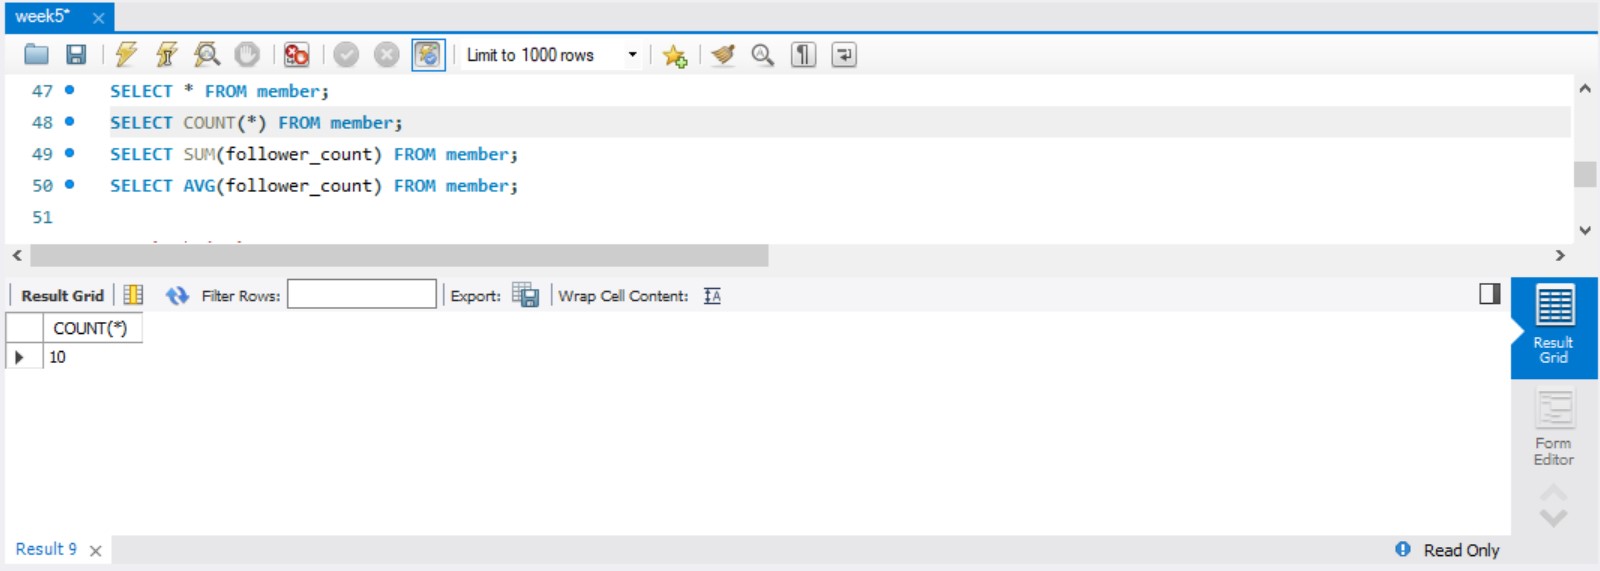 week5*
Limit to 1000 rows
47 SELECT * FROM member;
48 SELECT COUNT(*) FROM member;
49 SELECT SUM(follower_count) FROM member;
50 SELECT AVG(follower_count) FROM member;
51
Result Grid Filter Rows: Export: Wrap Cell Content:
COUNT(*)
10
Result
Grid
Form
Editor
Result 9
Read Only